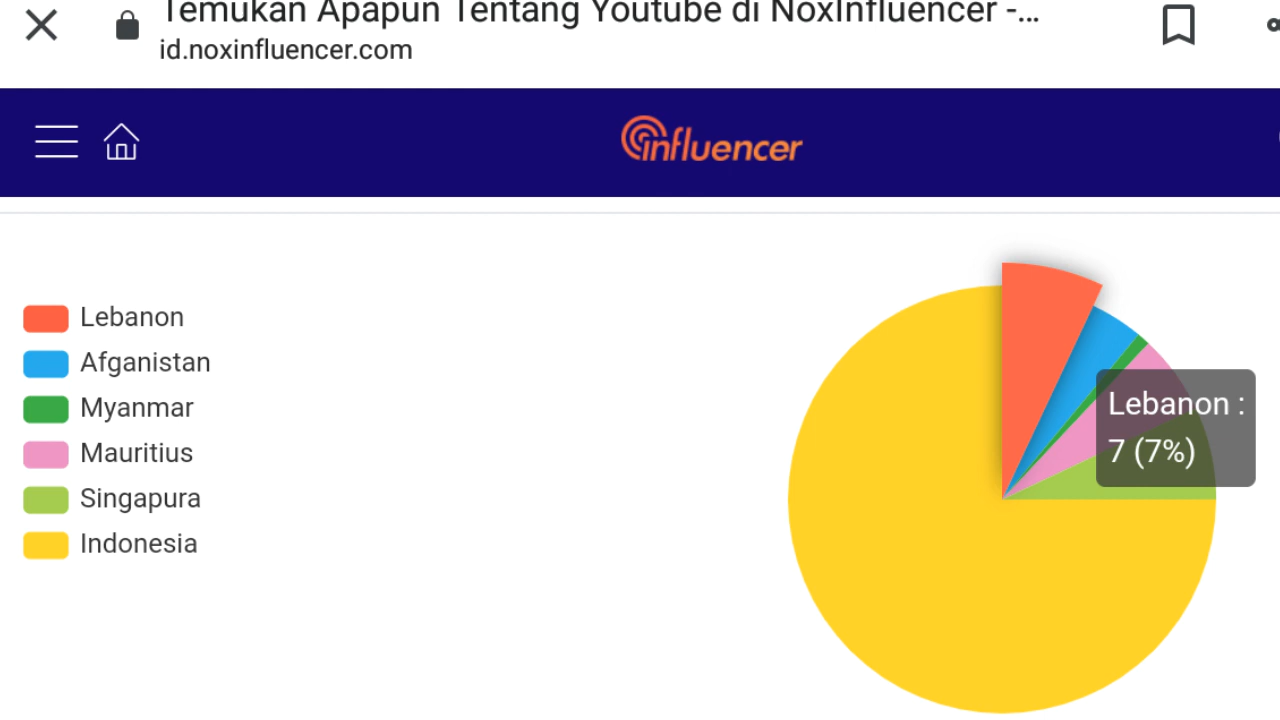 Temukan Apapun Tentang Youtube di NoxInfluencer -...
id.noxinfluencer.com
influencer
Lebanon
Afganistan
Myanmar
Mauritius
Singapura
Indonesia
Lebanon :
7 (7%)